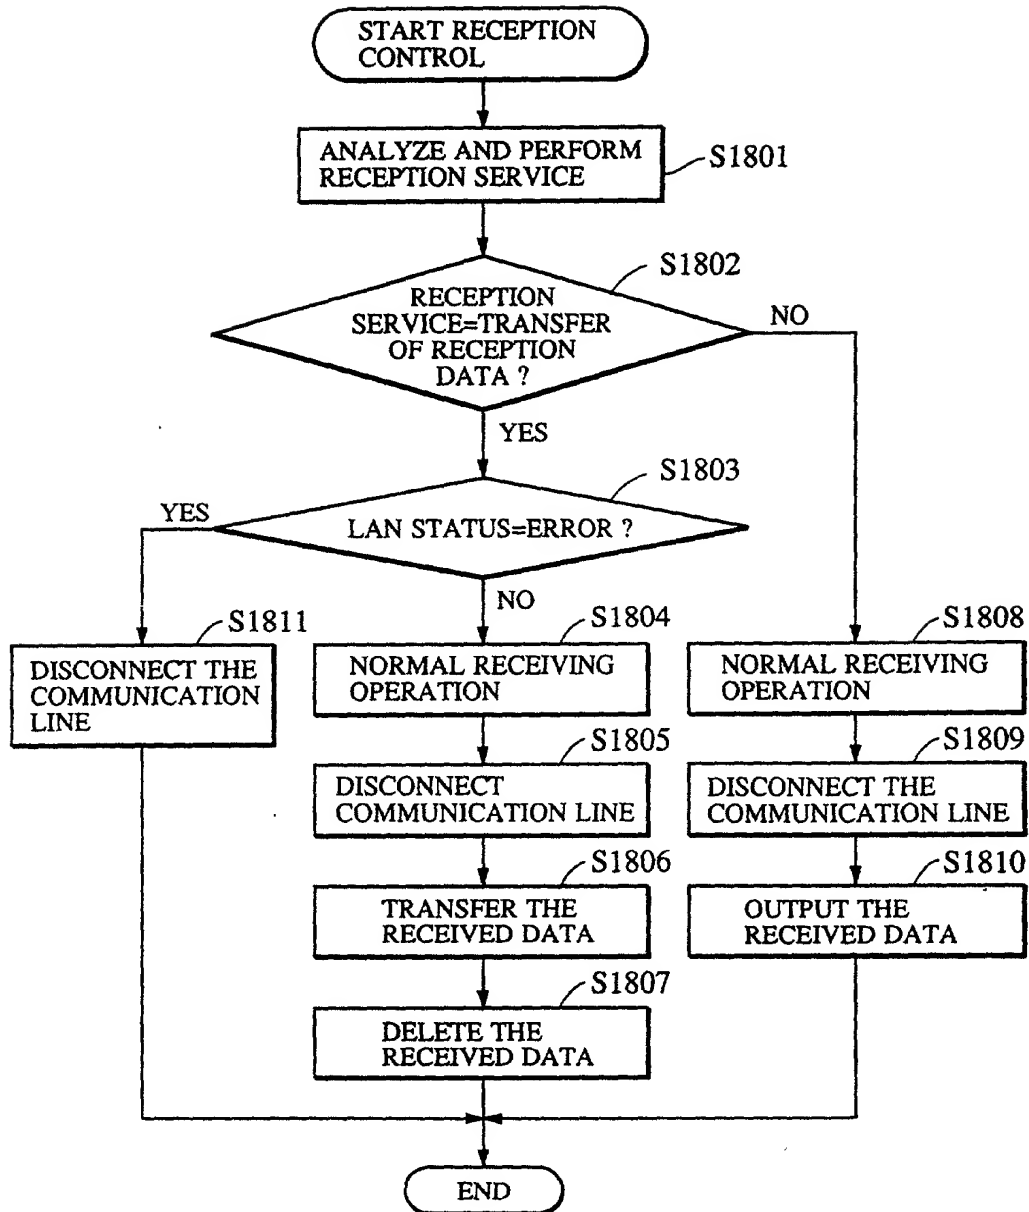 START RECEPTION
CONTROL
ANALYZE AND PERFORM
RECEPTION SERVICE
S1801
S1802
RECEPTION
SERVICE=TRANSFER
OF RECEPTION
DATA ?
NO
YES
S1803
YES
LAN STATUS=ERROR ?
NO
S1811
DISCONNECT THE
COMMUNICATION
LINE
S1804
NORMAL RECEIVING
OPERATION
S1808
NORMAL RECEIVING
OPERATION
S1805
DISCONNECT
COMMUNICATION LINE
S1809
DISCONNECT THE
COMMUNICATION LINE
S1806
TRANSFER THE
RECEIVED DATA
S1810
OUTPUT THE
RECEIVED DATA
S1807
DELETE THE
RECEIVED DATA
END